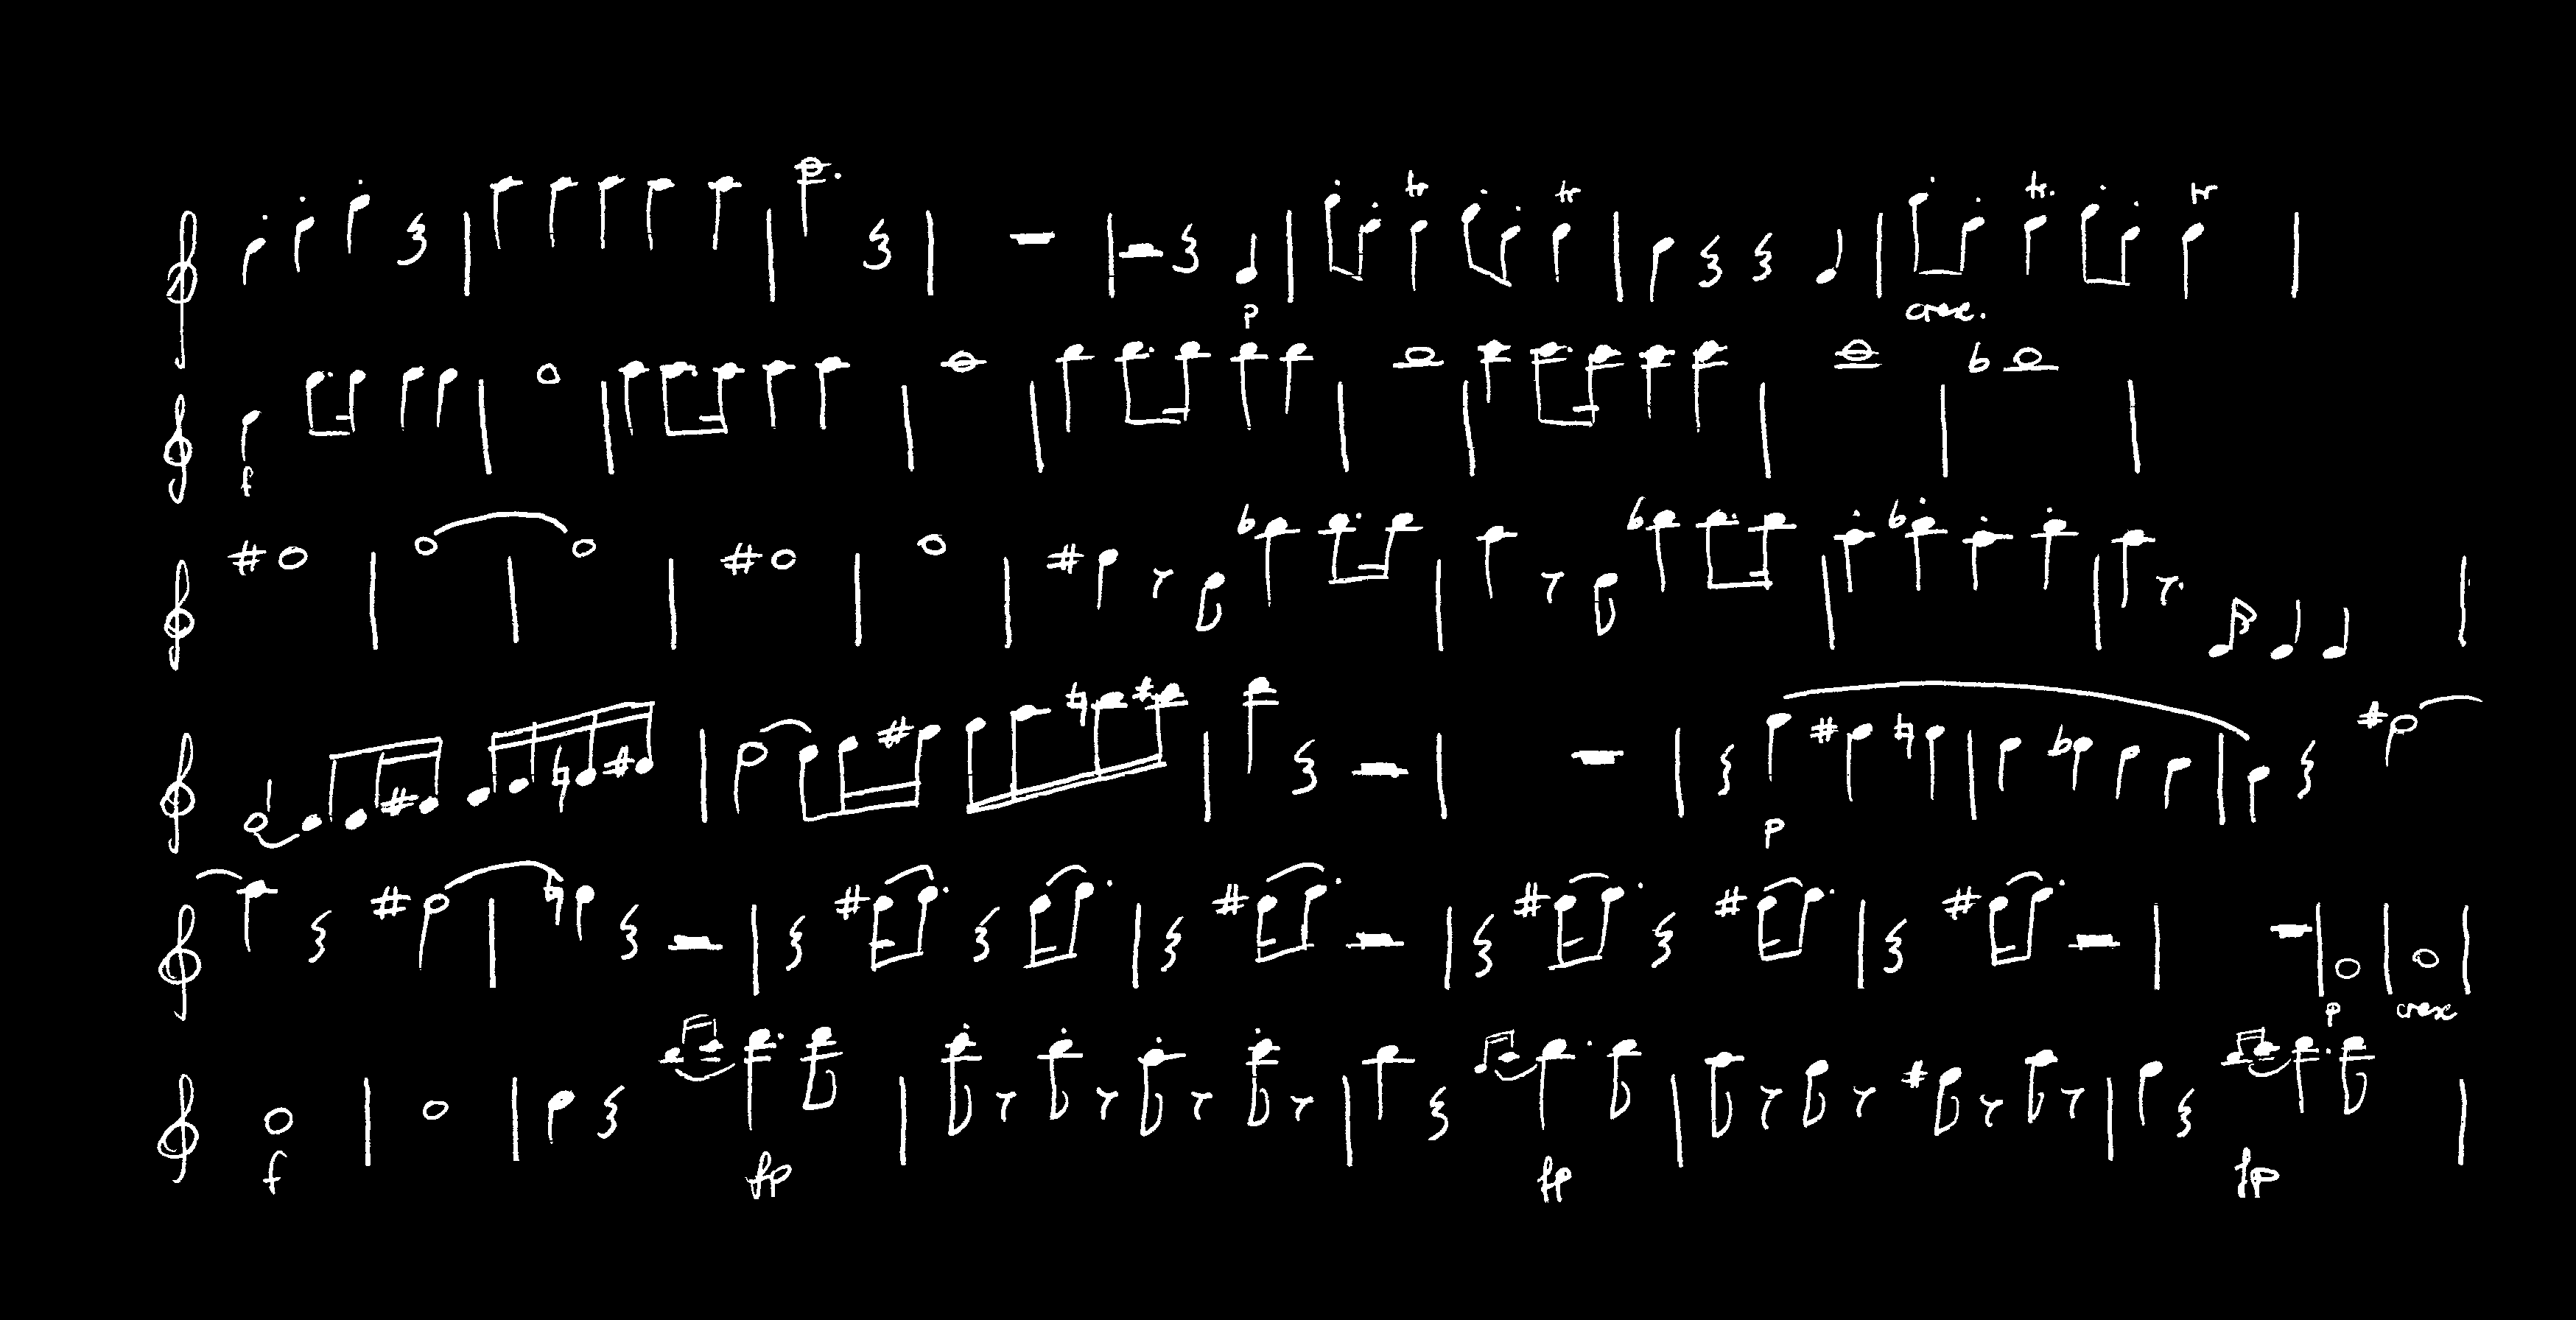 tr tr tr. tr
p cresc.
f
p
p cresc
f fp fp fp